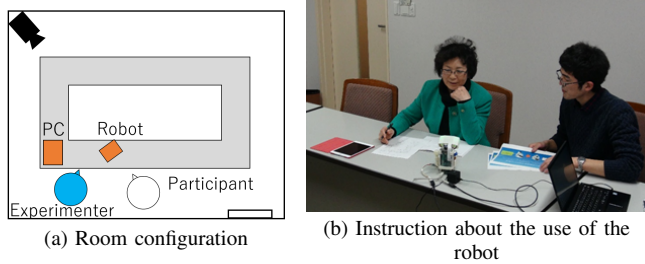 PC
Robot
Participant
Experimenter
(a) Room configuration
(b) Instruction about the use of the
robot